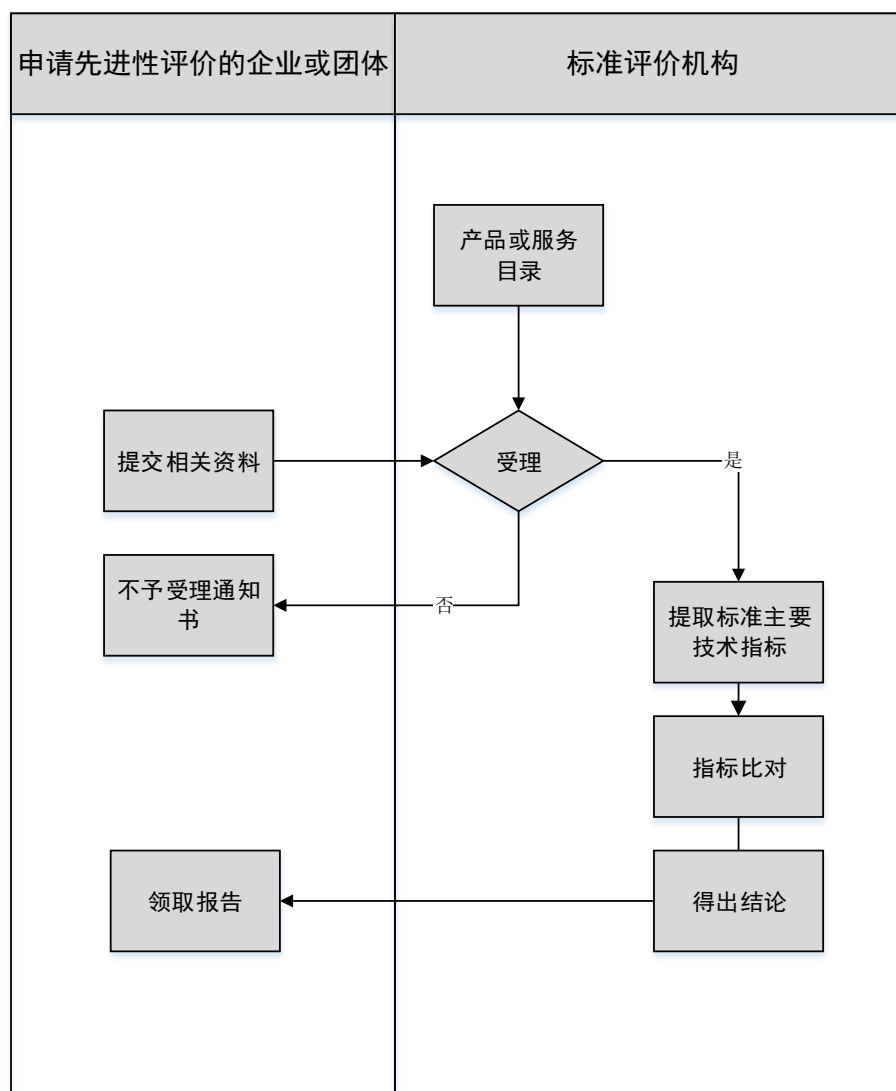 申请先进性评价的企业或团体
标准评价机构
产品或服务
目录
提交相关资料
受理
是
不予受理通知
书
否
提取标准主要
技术指标
指标比对
领取报告
得出结论